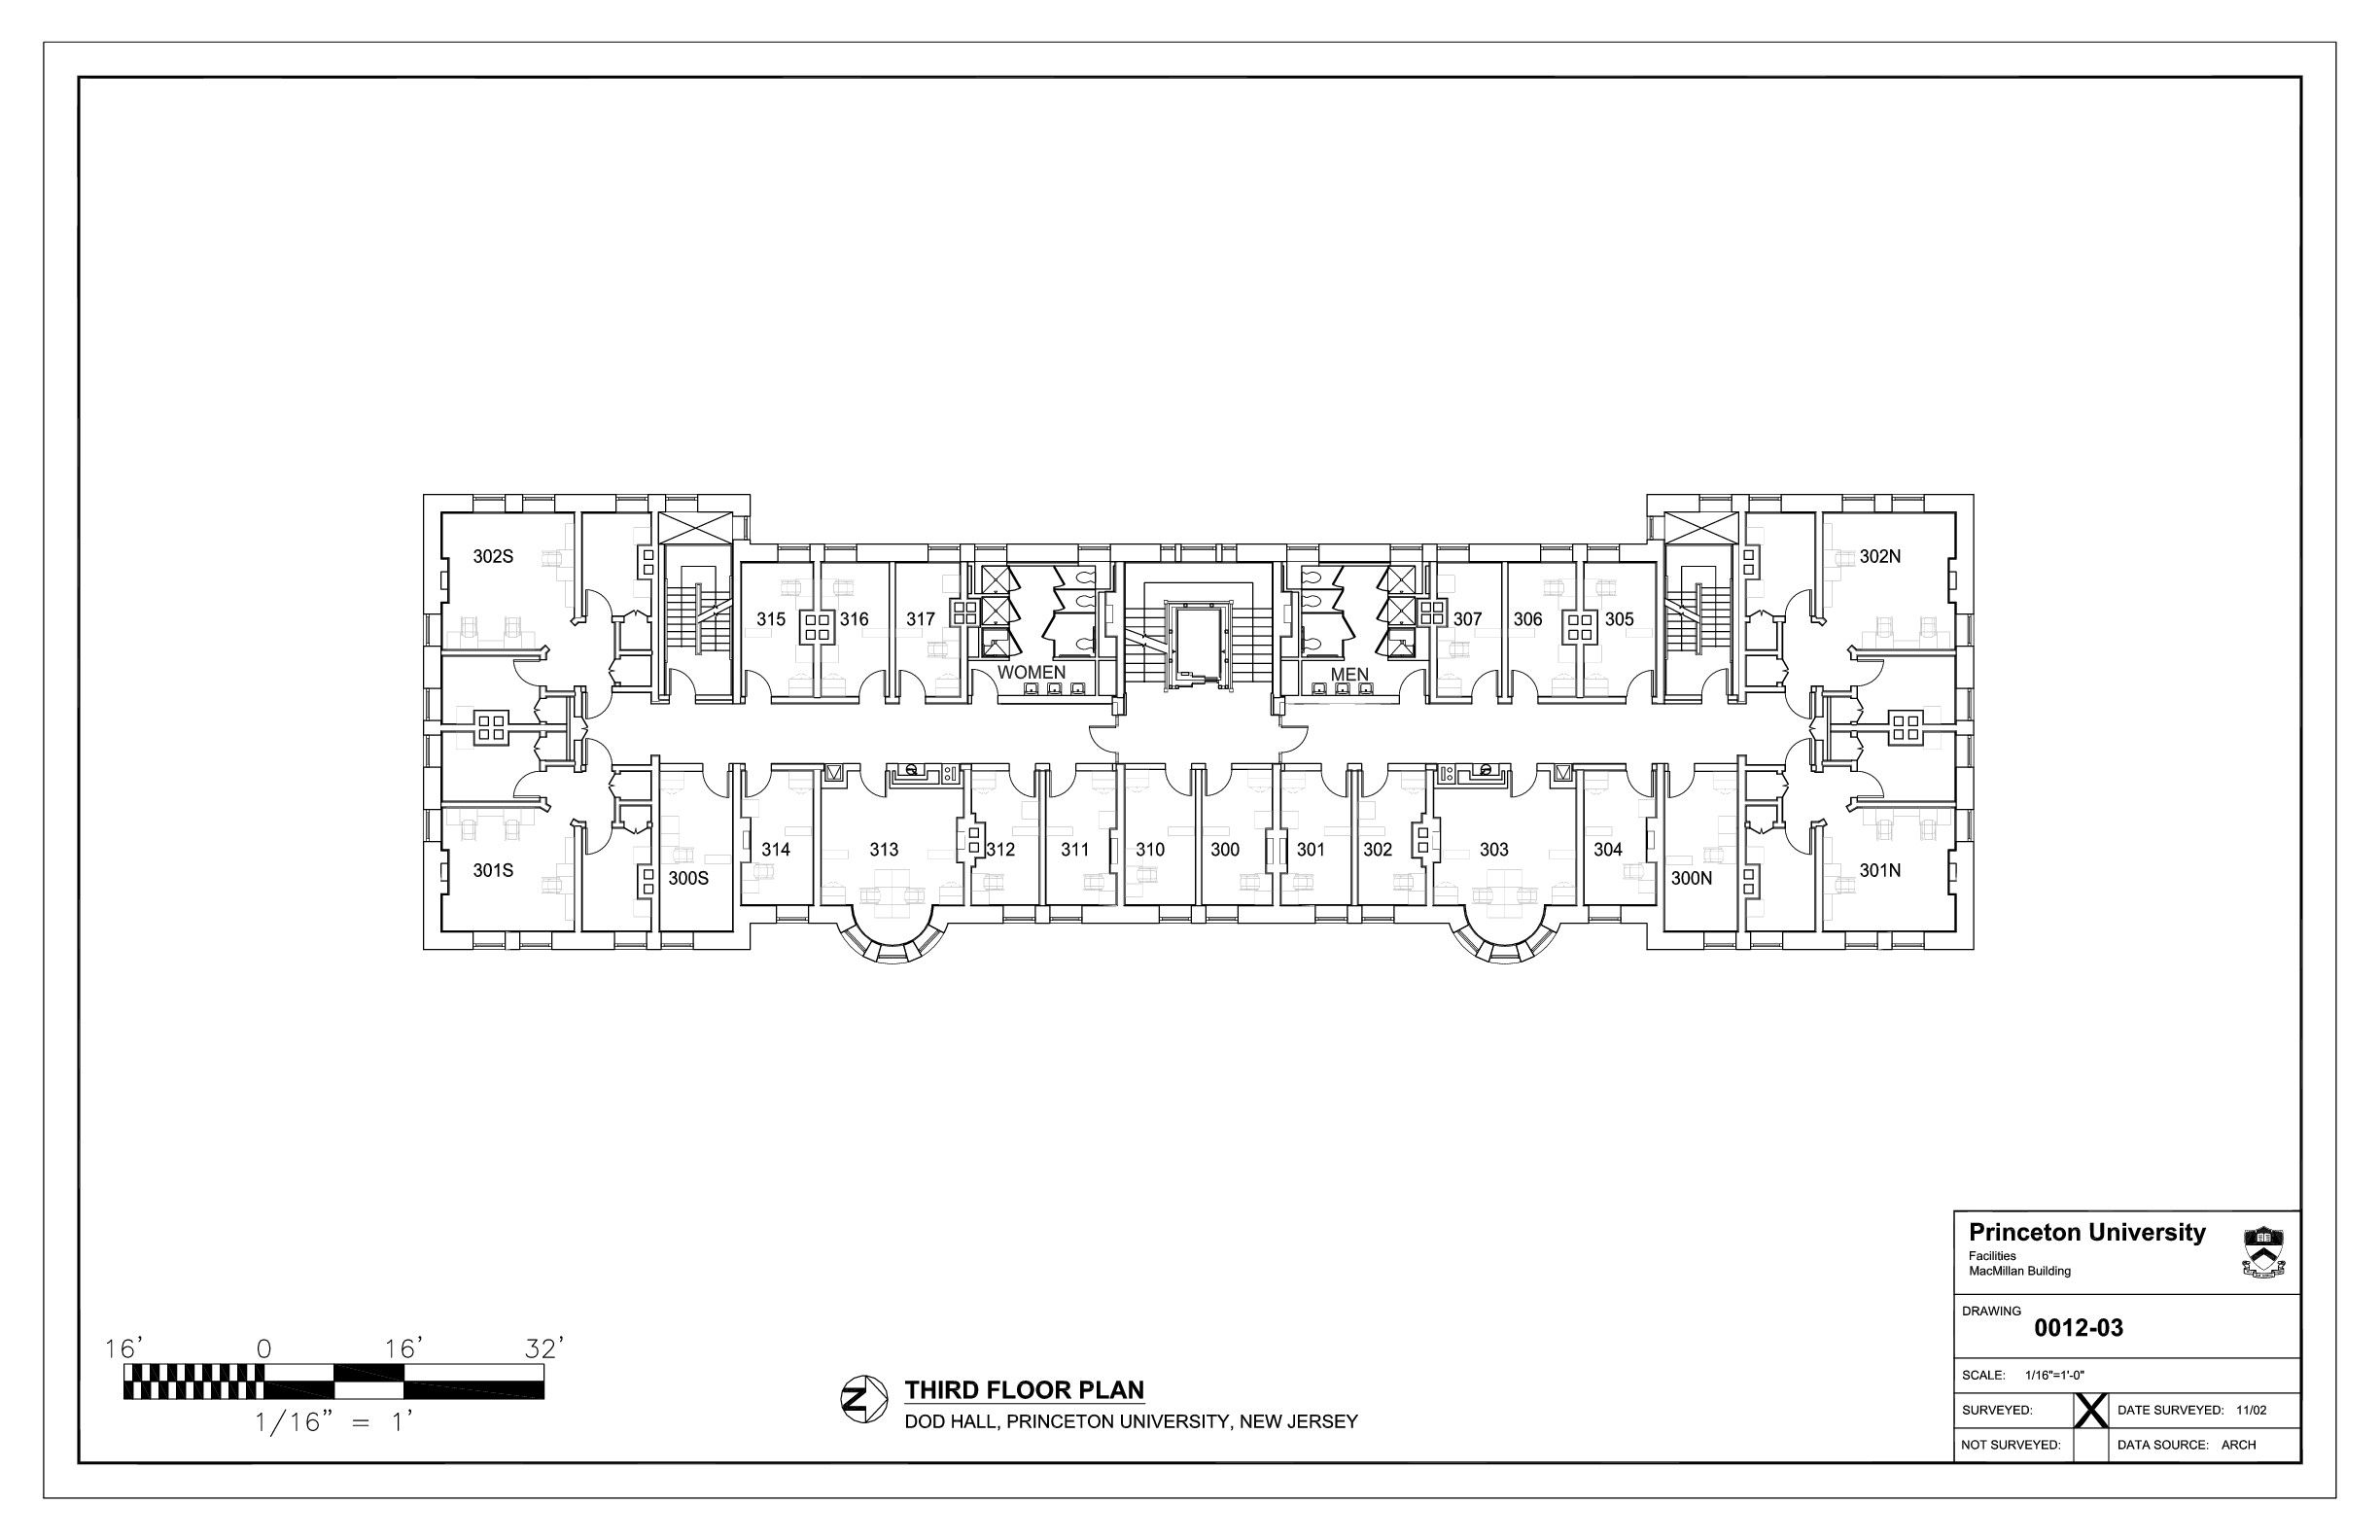 302S
302N
315
316
317
307
306
305
WOMEN
MEN
301S
300S
314
313
312
311
310
300
301
302
303
304
300N
301N
Princeton University
Facilities
MacMillan Building
DRAWING
0012-03
SCALE: 1/16"=1'-0"
SURVEYED: X DATE SURVEYED: 11/02
NOT SURVEYED: DATA SOURCE: ARCH
16' 0 16' 32'
1/16" = 1'
N
THIRD FLOOR PLAN
DOD HALL, PRINCETON UNIVERSITY, NEW JERSEY